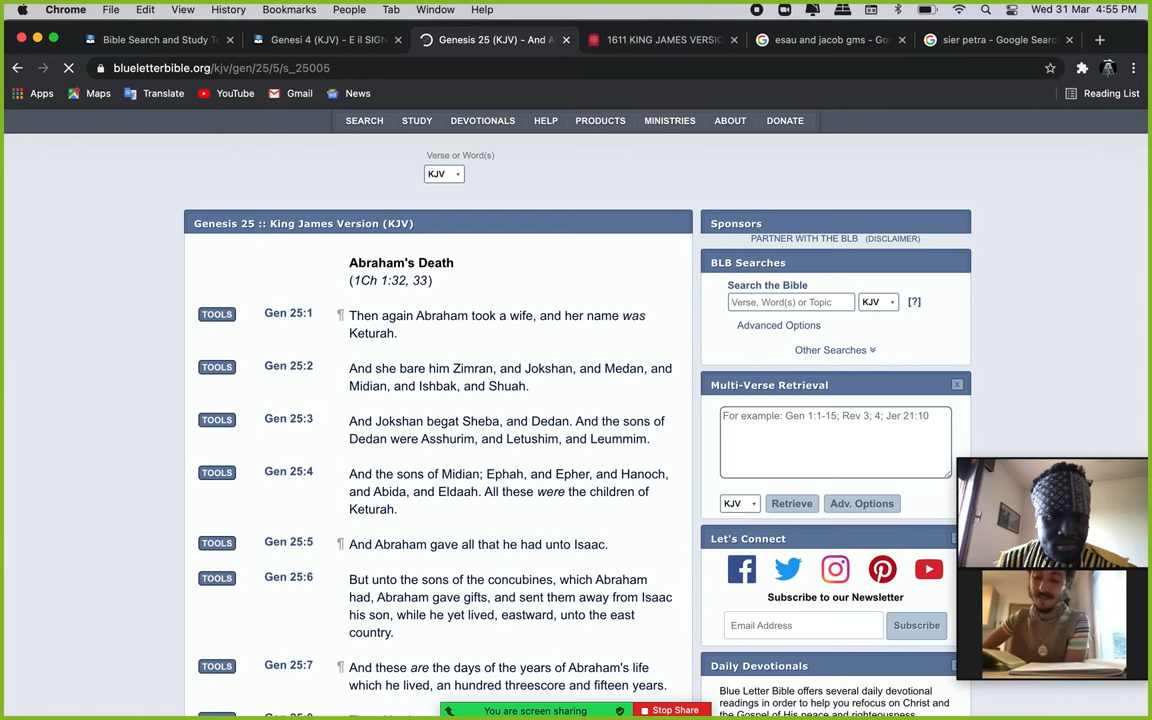 Chrome File Edit View History Bookmarks People Tab Window Help Wed 31 Mar 4:55 PM
Bible Search and Study To
Genesi 4 (KJV) - E il SIGN
Genesis 25 (KJV) - And A
1611 KING JAMES VERSIO
esau and jacob gms - Goo
sier petra - Google Searc
blueletterbible.org/kjv/gen/25/5/s_25005
Apps Maps Translate YouTube Gmail News Reading List
SEARCH STUDY DEVOTIONALS HELP PRODUCTS MINISTRIES ABOUT DONATE
Verse or Word(s)
KJV
Genesis 25 :: King James Version (KJV)
Abraham's Death
(1Ch 1:32, 33)
TOOLS Gen 25:1 ¶ Then again Abraham took a wife, and her name was
Keturah.
TOOLS Gen 25:2 And she bare him Zimran, and Jokshan, and Medan, and
Midian, and Ishbak, and Shuah.
TOOLS Gen 25:3 And Jokshan begat Sheba, and Dedan. And the sons of
Dedan were Asshurim, and Letushim, and Leummim.
TOOLS Gen 25:4 And the sons of Midian; Ephah, and Epher, and Hanoch,
and Abida, and Eldaah. All these were the children of
Keturah.
TOOLS Gen 25:5 ¶ And Abraham gave all that he had unto Isaac.
TOOLS Gen 25:6 But unto the sons of the concubines, which Abraham
had, Abraham gave gifts, and sent them away from Isaac
his son, while he yet lived, eastward, unto the east
country.
TOOLS Gen 25:7 ¶ And these are the days of the years of Abraham's life
which he lived, an hundred threescore and fifteen years.
Sponsors
PARTNER WITH THE BLB (DISCLAIMER)
BLB Searches
Search the Bible
Verse, Word(s) or Topic KJV [?]
Advanced Options
Other Searches
Multi-Verse Retrieval X
For example: Gen 1:1-15; Rev 3; 4; Jer 21:10
KJV Retrieve Adv. Options
Let's Connect
Subscribe to our Newsletter
Email Address Subscribe
Daily Devotionals
Blue Letter Bible offers several daily devotional
readings in order to help you refocus on Christ and
the Gospel of His peace and righteousness.
You are screen sharing Stop Share